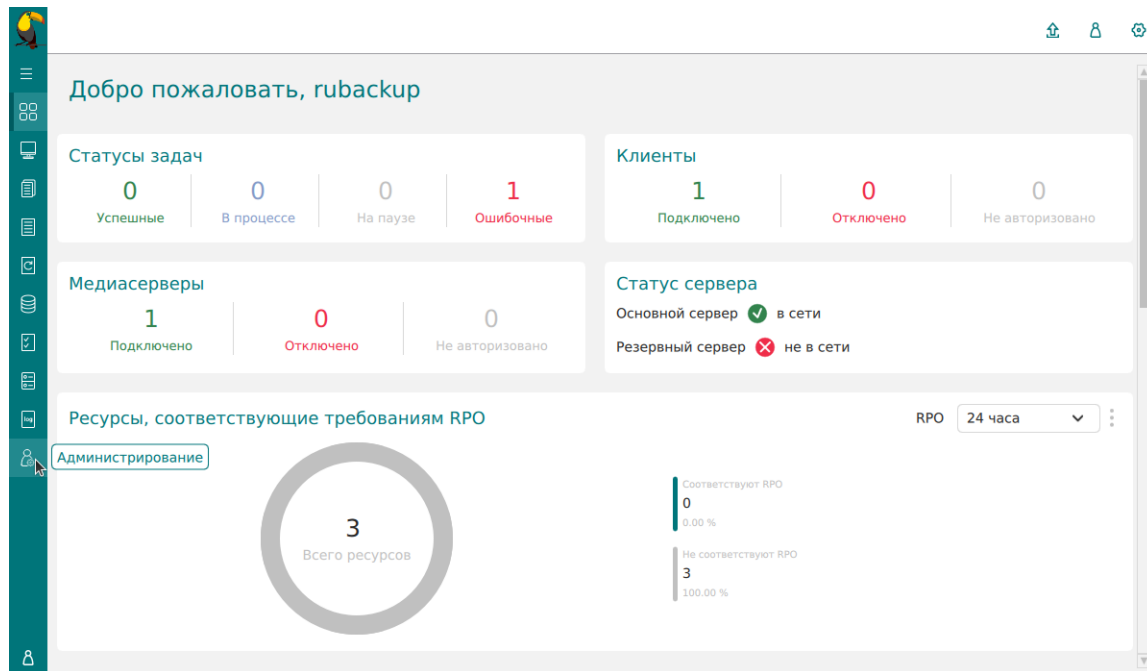 Добро пожаловать, rubackup
Статусы задач
0
0
0
1
Успешные
В процессе
На паузе
Ошибочные
Клиенты
1
0
0
Подключено
Отключено
Не авторизовано
Медиасерверы
1
0
0
Подключено
Отключено
Не авторизовано
Статус сервера
Основной сервер в сети
Резервный сервер не в сети
log
Администрирование
Ресурсы, соответствующие требованиям RPO
RPO 24 часа
3
Всего ресурсов
Соответствуют RPO
0
0.00 %
Не соответствуют RPO
3
100.00 %